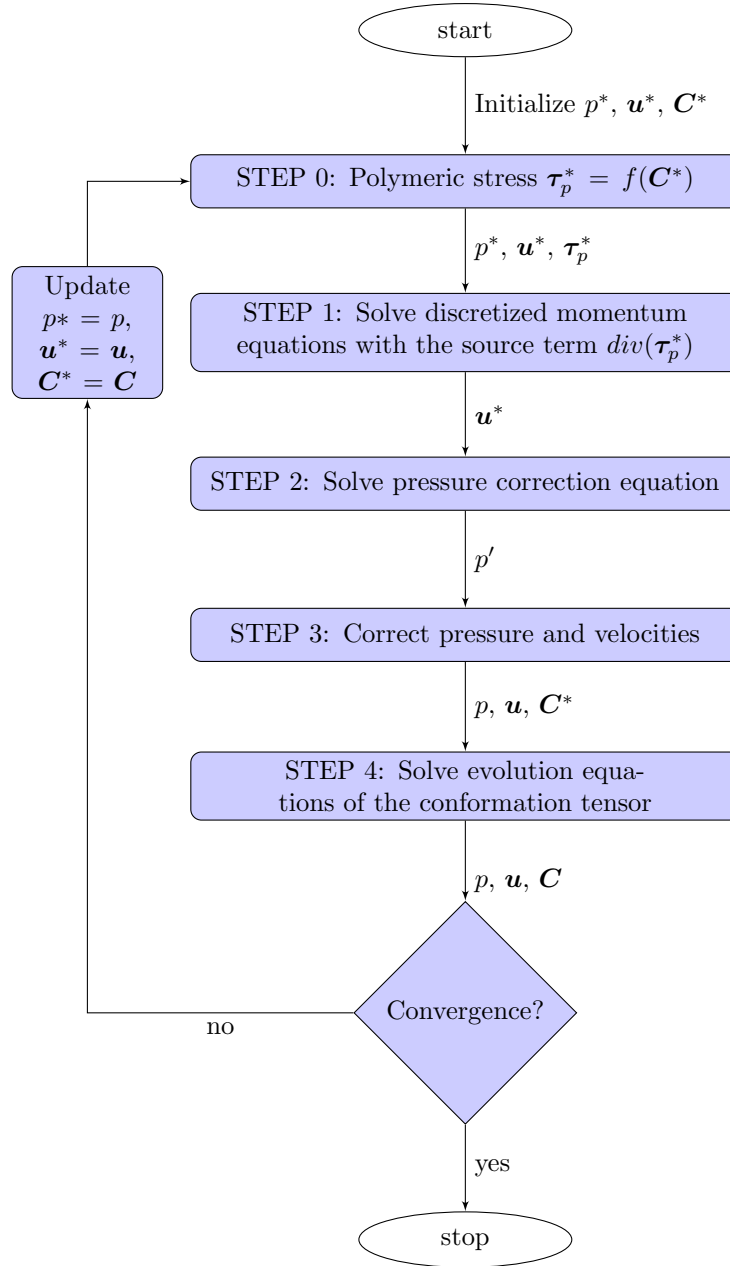 start
Initialize p*, u*, C*
STEP 0: Polymeric stress τ*ₚ = f(C*)
p*, u*, τ*ₚ
Update
p* = p,
u* = u,
C* = C
STEP 1: Solve discretized momentum
equations with the source term div(τ*ₚ)
u*
STEP 2: Solve pressure correction equation
p′
STEP 3: Correct pressure and velocities
p, u, C*
STEP 4: Solve evolution equa-
tions of the conformation tensor
p, u, C
Convergence?
no
yes
stop